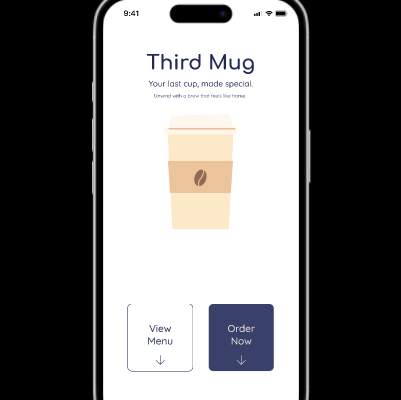 9:41
Third Mug
Your last cup, made special.
Unwind with a brew that feels like home.
View
Menu
Order
Now